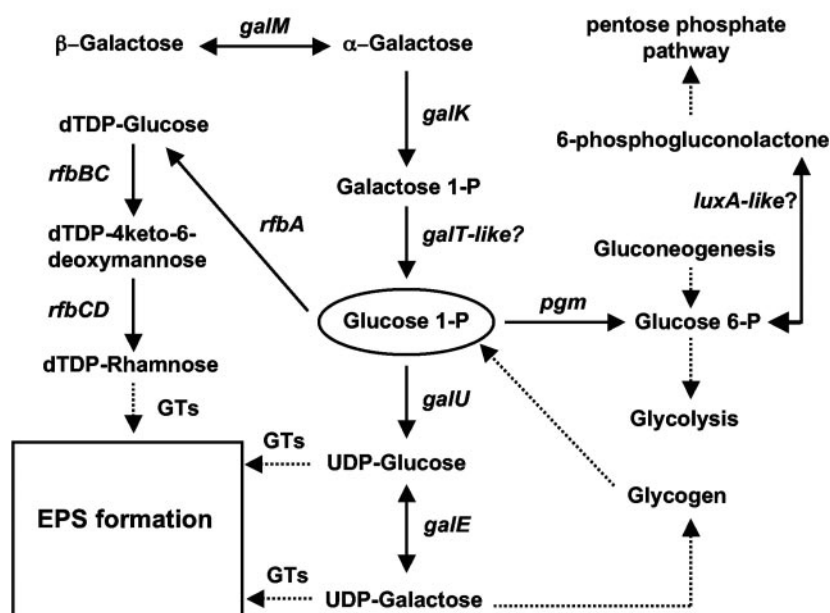 β–Galactose
galM
α–Galactose
pentose phosphate
pathway
dTDP-Glucose
galK
6-phosphogluconolactone
rfbBC
Galactose 1-P
rfbA
luxA-like?
dTDP-4keto-6-
deoxymannose
galT-like?
Gluconeogenesis
rfbCD
Glucose 1-P
pgm
Glucose 6-P
dTDP-Rhamnose
GTs
galU
Glycolysis
GTs
UDP-Glucose
Glycogen
EPS formation
galE
GTs
UDP-Galactose